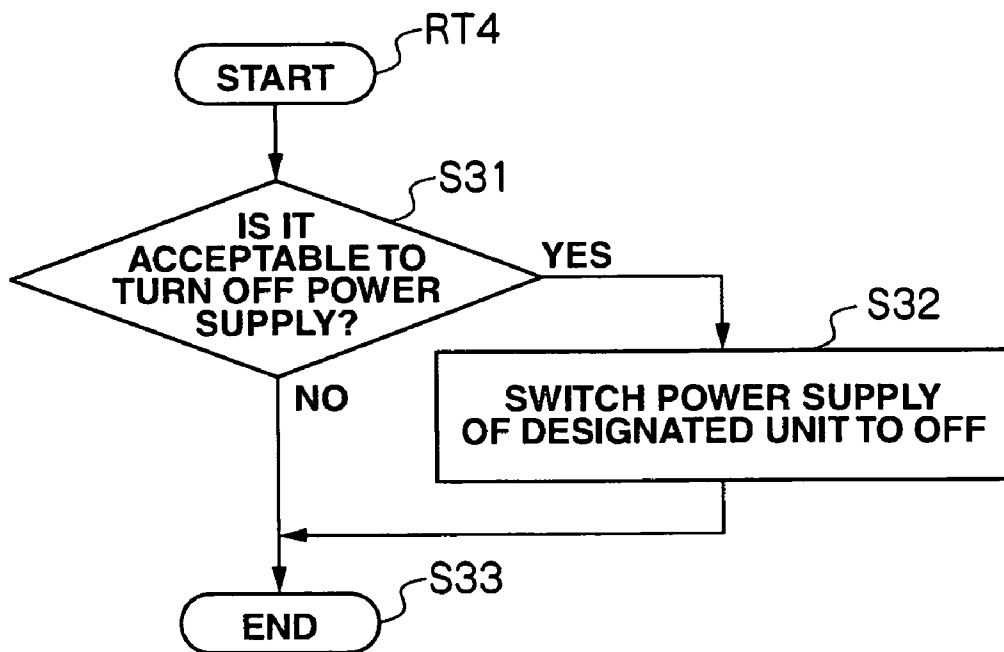 RT4
START
S31
IS IT
ACCEPTABLE TO
TURN OFF POWER
SUPPLY?
YES
S32
NO
SWITCH POWER SUPPLY
OF DESIGNATED UNIT TO OFF
S33
END